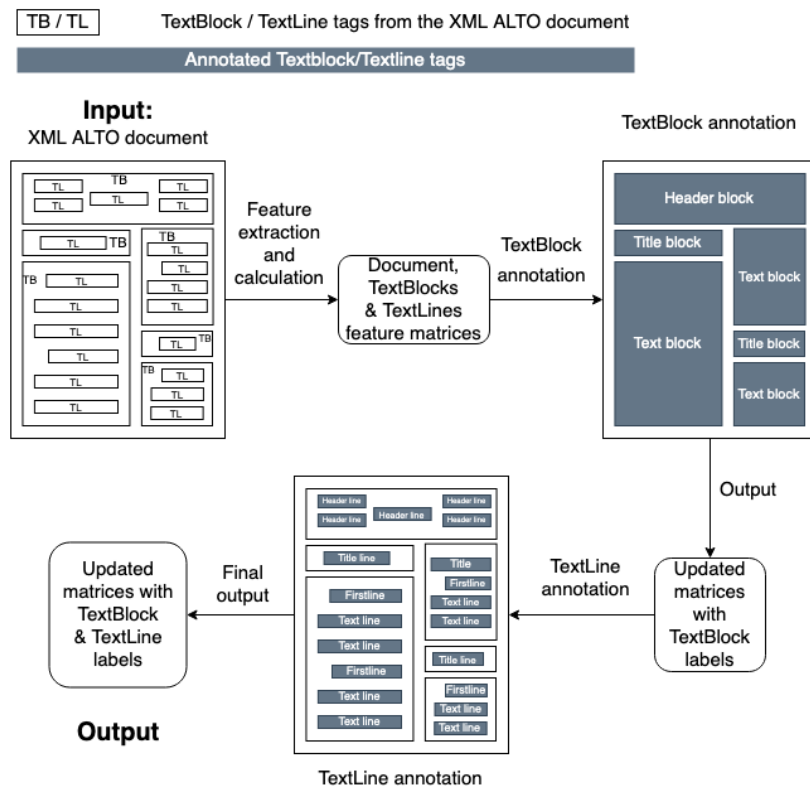 TB / TL
TextBlock / TextLine tags from the XML ALTO document
Annotated Textblock/Textline tags
Input:
XML ALTO document
TB
TL
TL
TL
TL
TL
TL
TB
TB
TL
TL
TL
TL
TB
TL
TL
TL
TL
TL
TL
TL
TB
TB
TL
TL
TL
Feature
extraction
and
calculation
Document,
TextBlocks
& TextLines
feature matrices
TextBlock
annotation
TextBlock annotation
Header block
Title block
Text block
Text block
Title block
Text block
Output
Updated
matrices
with
TextBlock
labels
TextLine
annotation
Header line
Header line
Header line
Header line
Header line
Title line
Firstline
Text line
Text line
Firstline
Text line
Text line
Title
Firstline
Text line
Text line
Title line
Firstline
Text line
Text line
TextLine annotation
Final
output
Updated
matrices with
TextBlock
& TextLine
labels
Output